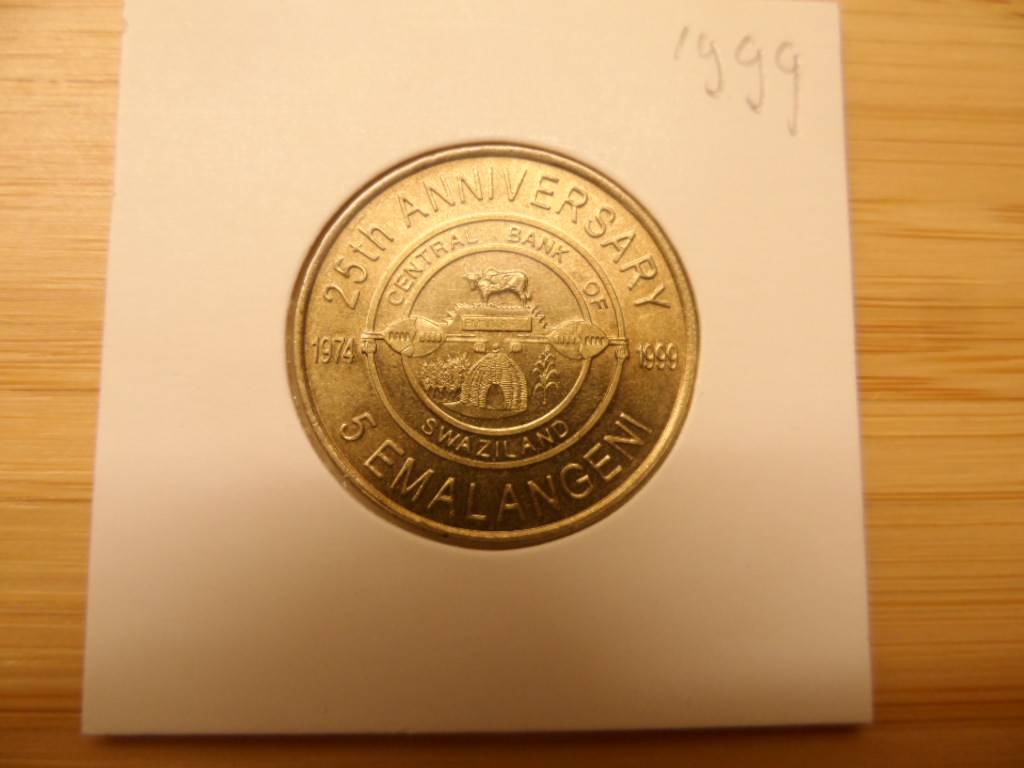 1999
25th ANNIVERSARY
CENTRAL BANK OF
1974 1999
SWAZILAND
5 EMALANGENI